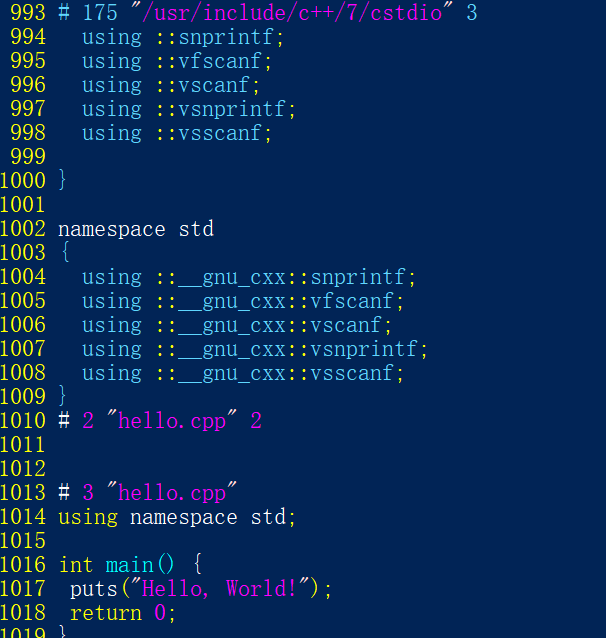 993 # 175 "/usr/include/c++/7/cstdio" 3
994   using ::snprintf;
995   using ::vfscanf;
996   using ::vscanf;
997   using ::vsnprintf;
998   using ::vsscanf;
999
1000 }
1001
1002 namespace std
1003 {
1004   using ::__gnu_cxx::snprintf;
1005   using ::__gnu_cxx::vfscanf;
1006   using ::__gnu_cxx::vscanf;
1007   using ::__gnu_cxx::vsnprintf;
1008   using ::__gnu_cxx::vsscanf;
1009 }
1010 # 2 "hello.cpp" 2
1011
1012
1013 # 3 "hello.cpp"
1014 using namespace std;
1015
1016 int main() {
1017  puts("Hello, World!");
1018  return 0;
1019 }